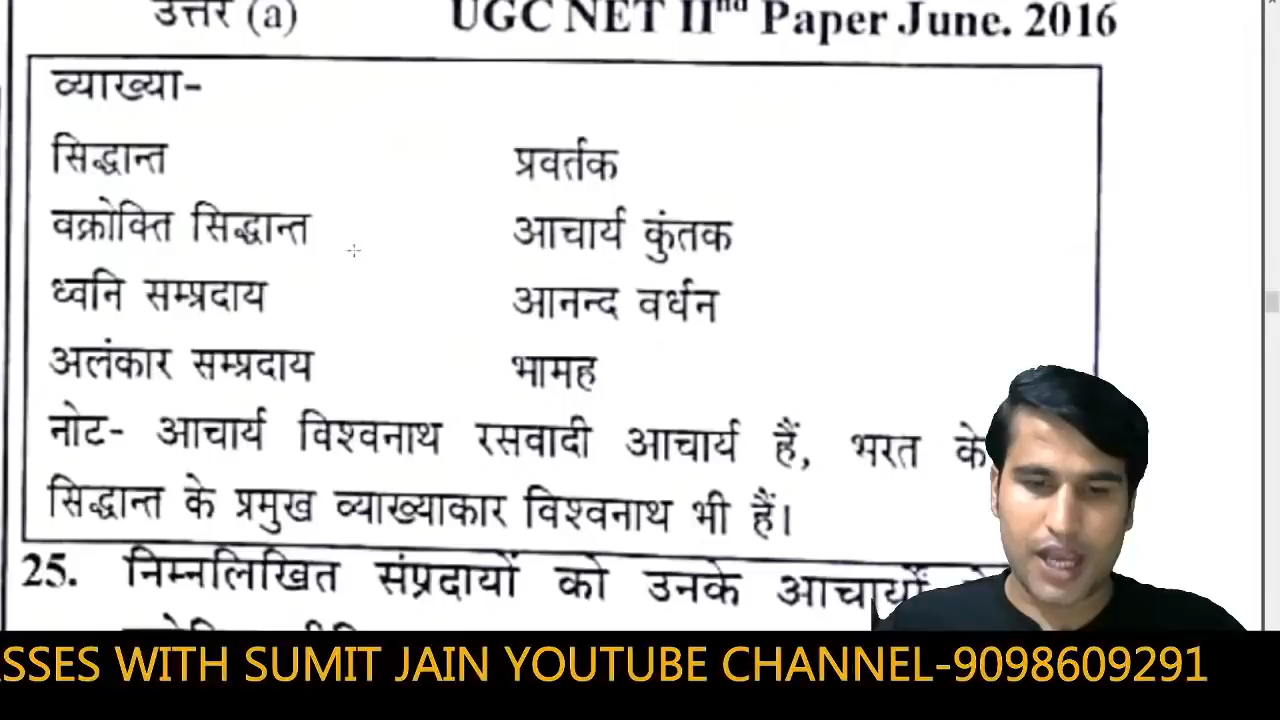 उत्तर (a) UGC NET IInd Paper June. 2016
व्याख्या-
सिद्धान्त प्रवर्तक
वक्रोक्ति सिद्धान्त आचार्य कुंतक
ध्वनि सम्प्रदाय आनन्द वर्धन
अलंकार सम्प्रदाय भामह
नोट- आचार्य विश्वनाथ रसवादी आचार्य हैं, भरत के
सिद्धान्त के प्रमुख व्याख्याकार विश्वनाथ भी हैं।
25. निम्नलिखित संप्रदायों को उनके आचार्यों
SSES WITH SUMIT JAIN YOUTUBE CHANNEL-9098609291